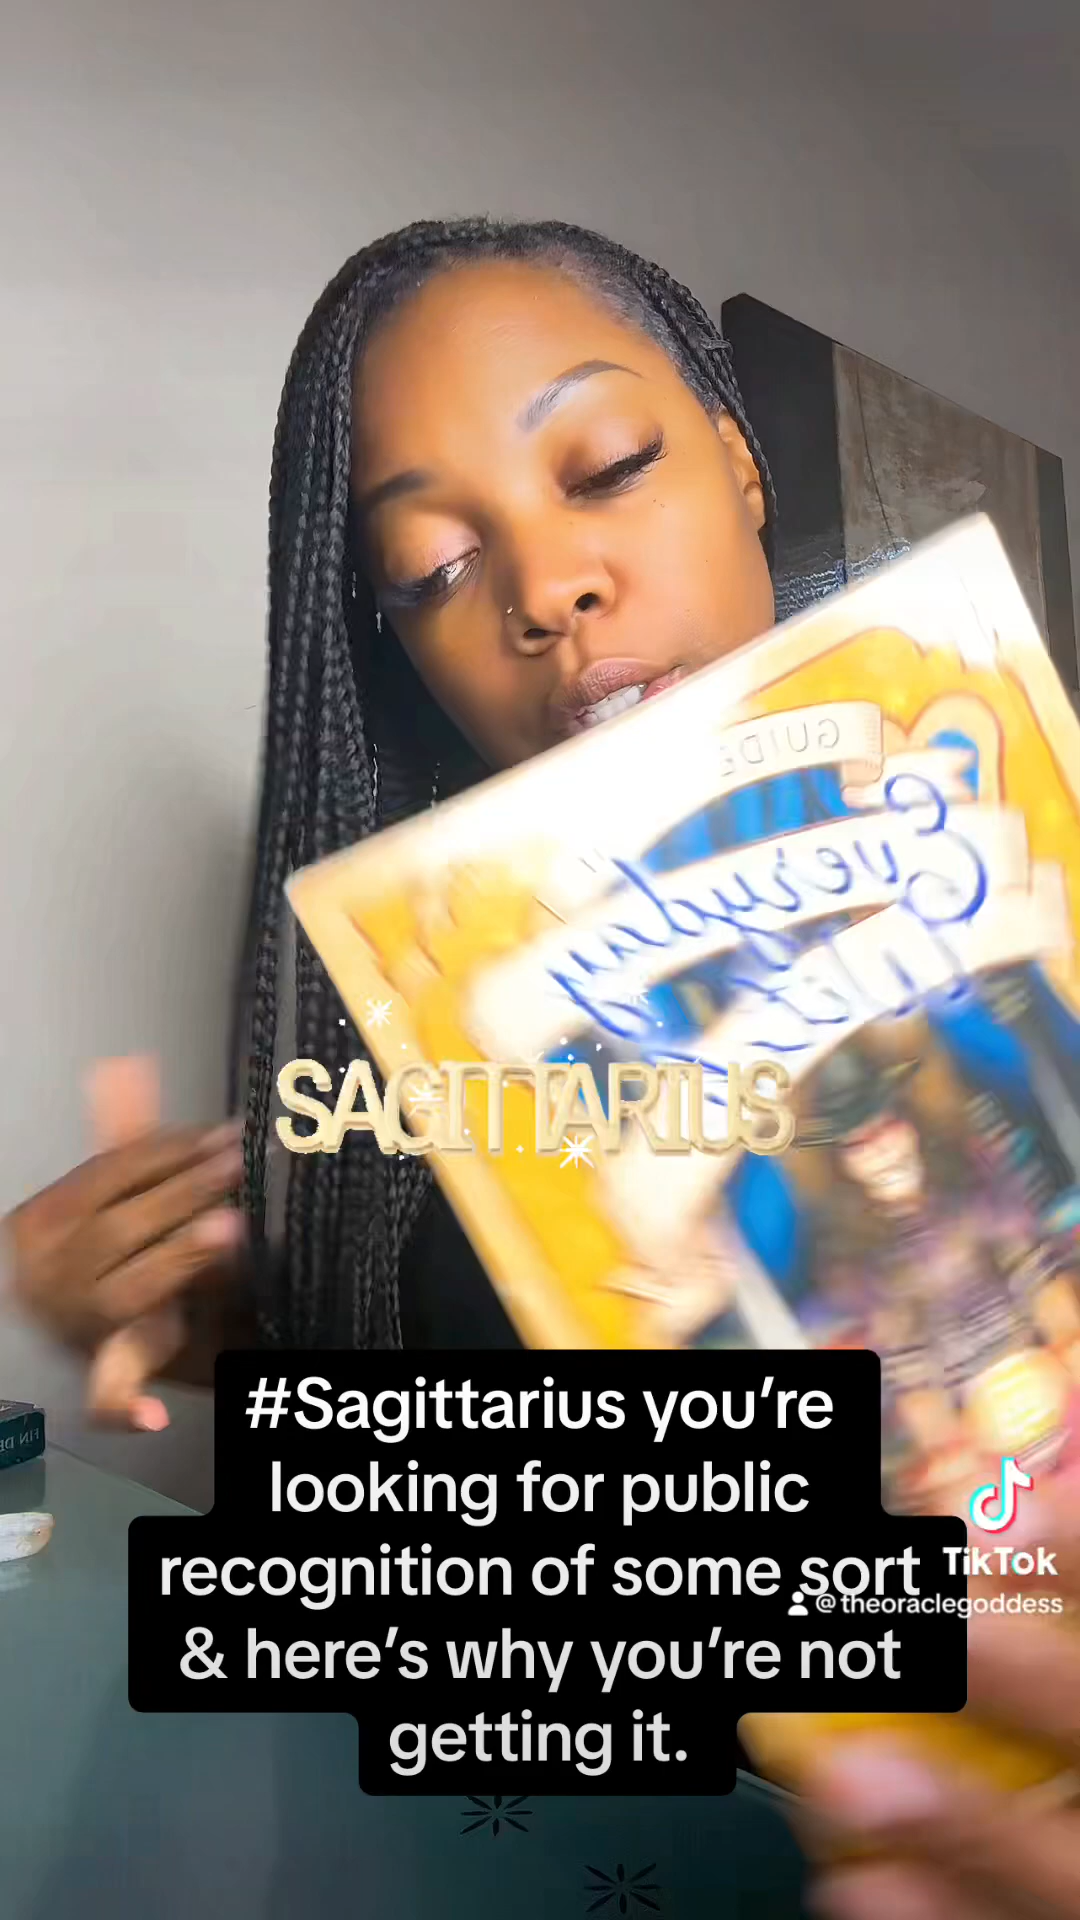 GUIDE
Everyday
Witch
SAGITTARIUS
#Sagittarius you’re
looking for public
recognition of some sort
& here’s why you’re not
getting it.
TikTok
@theoraclegoddess